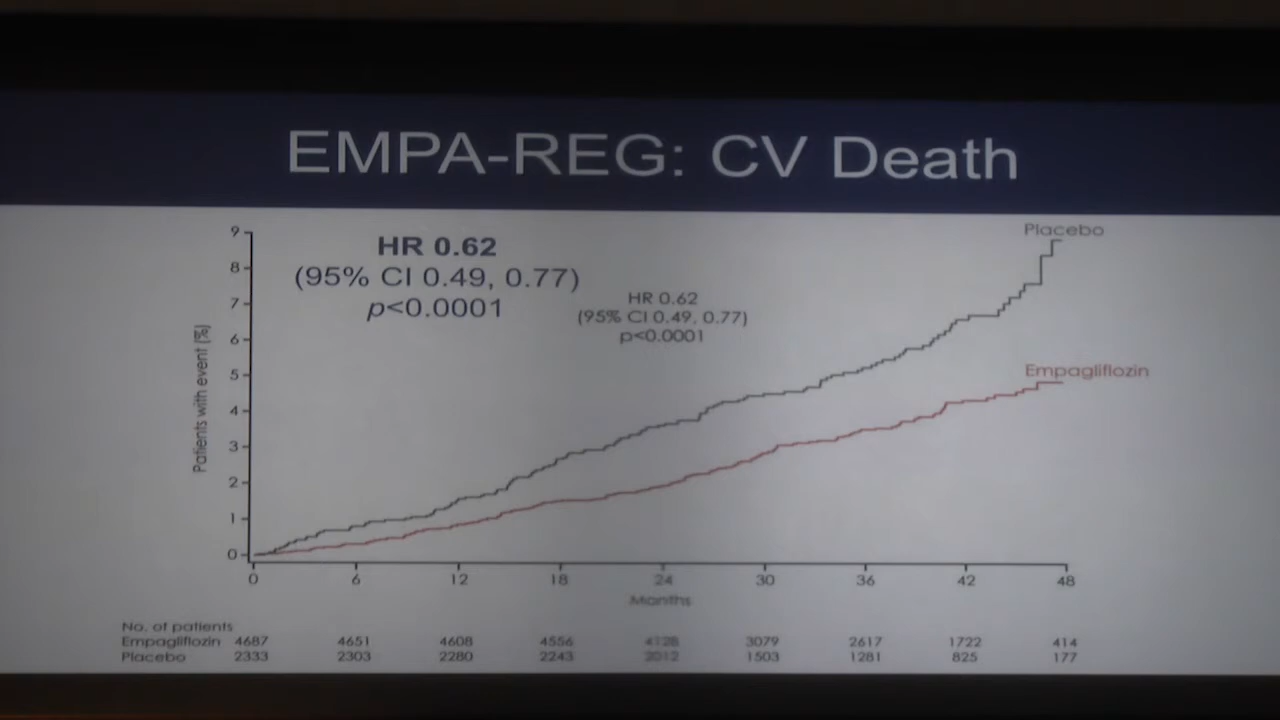 EMPA-REG: CV Death
HR 0.62
(95% CI 0.49, 0.77)
p<0.0001
HR 0.62
(95% CI 0.49, 0.77)
p<0.0001
Placebo
Empagliflozin
Patients with event (%)
9
8
7
6
5
4
3
2
1
0
0 6 12 18 24 30 36 42 48
Months
No. of patients
Empagliflozin 4687 4651 4608 4556 4128 3079 2617 1722 414
Placebo 2333 2303 2280 2243 2012 1503 1281 825 177